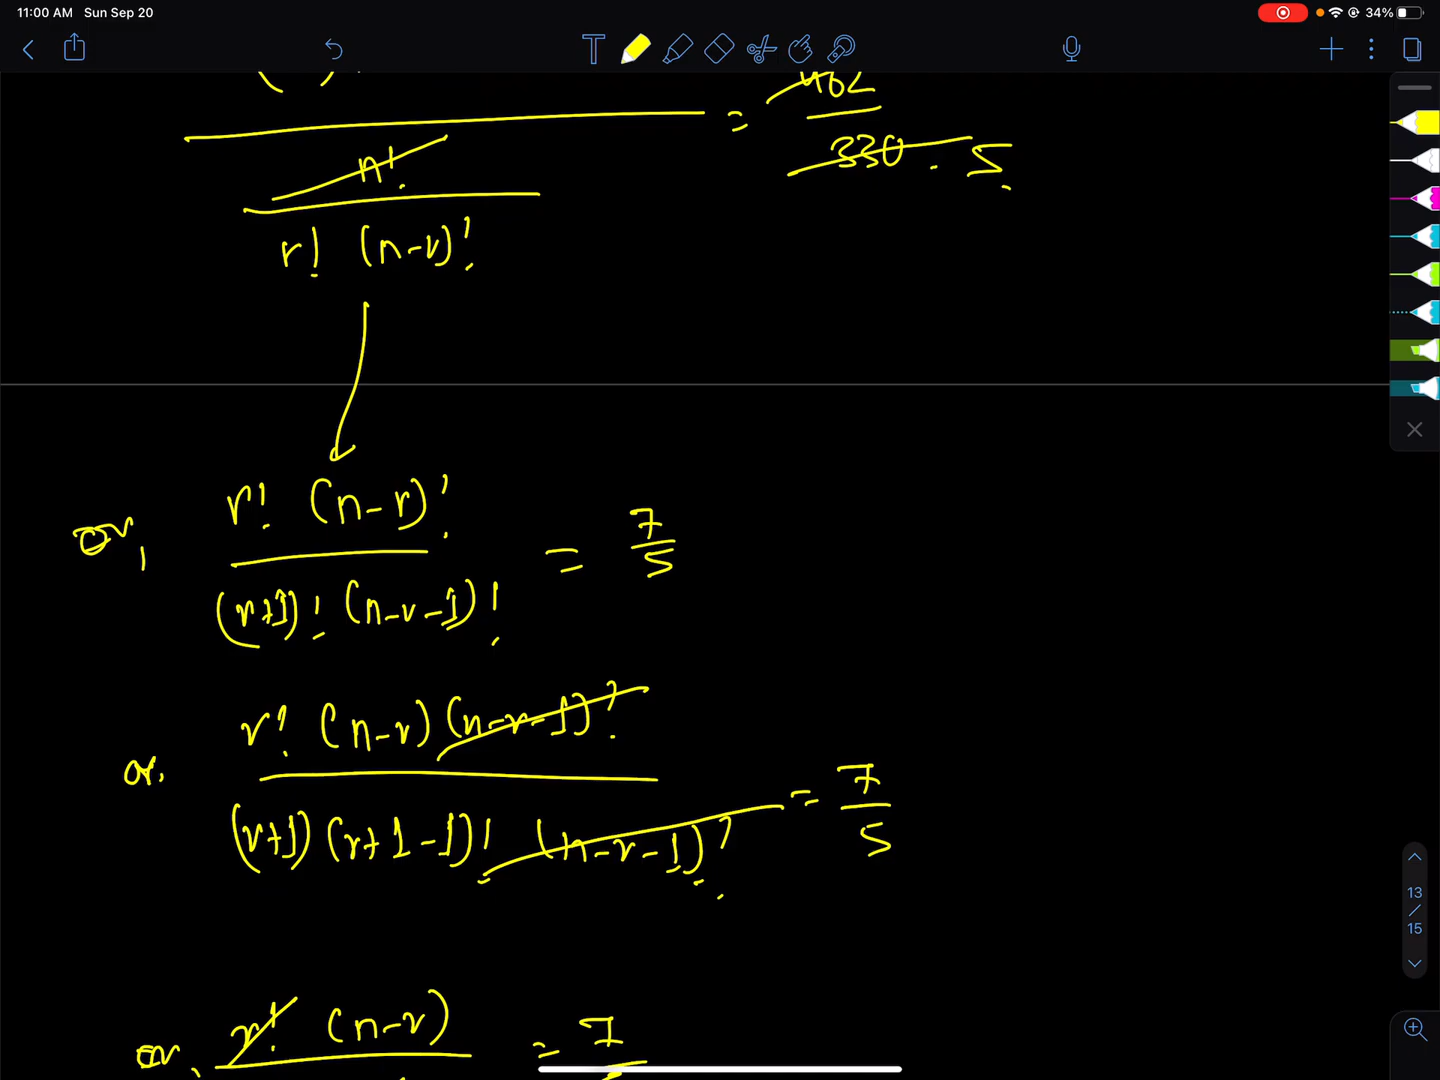 11:00 AM Sun Sep 20
34%
( )
= 462
n! 330 . 5
r! (n-r)!
or, r! (n-r)! = 7
(r+1)! (n-r-1)! 5
or, r! (n-r) (n-r-1)! = 7
(r+1) (r+1-1)! (n-r-1)! 5
or, r! (n-r) = 7
13
/
15